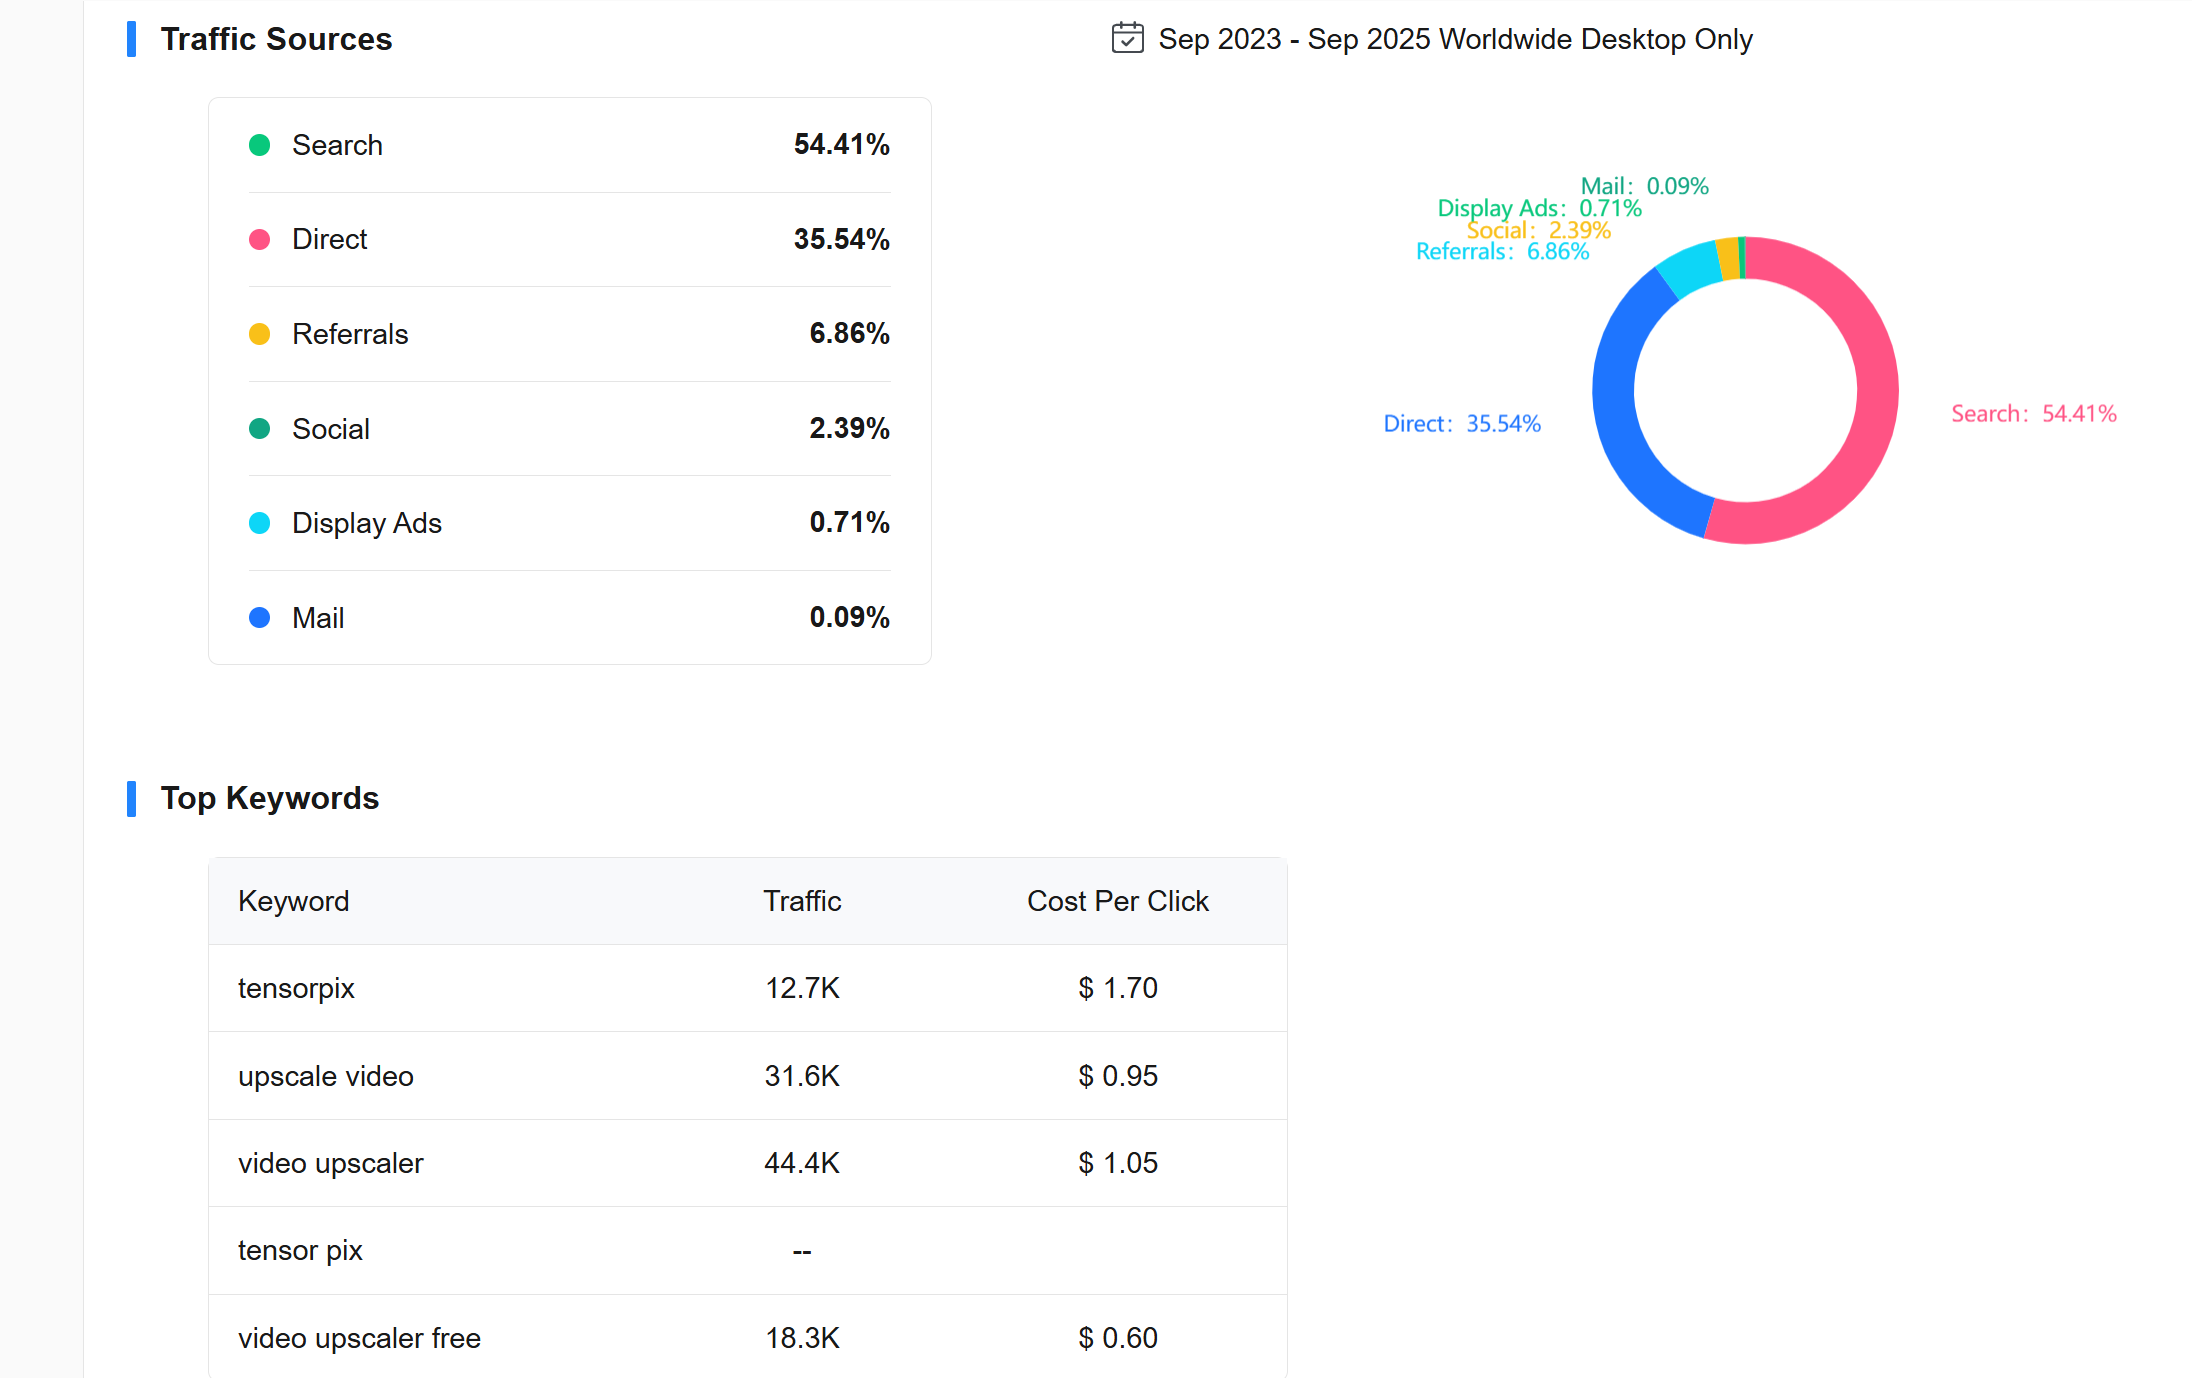 Traffic Sources
Sep 2023 - Sep 2025 Worldwide Desktop Only
Search 54.41%
Direct 35.54%
Referrals 6.86%
Social 2.39%
Display Ads 0.71%
Mail 0.09%
Mail: 0.09%
Display Ads: 0.71%
Social: 2.39%
Referrals: 6.86%
Direct: 35.54%
Search: 54.41%
Top Keywords
Keyword Traffic Cost Per Click
tensorpix 12.7K $ 1.70
upscale video 31.6K $ 0.95
video upscaler 44.4K $ 1.05
tensor pix --
video upscaler free 18.3K $ 0.60